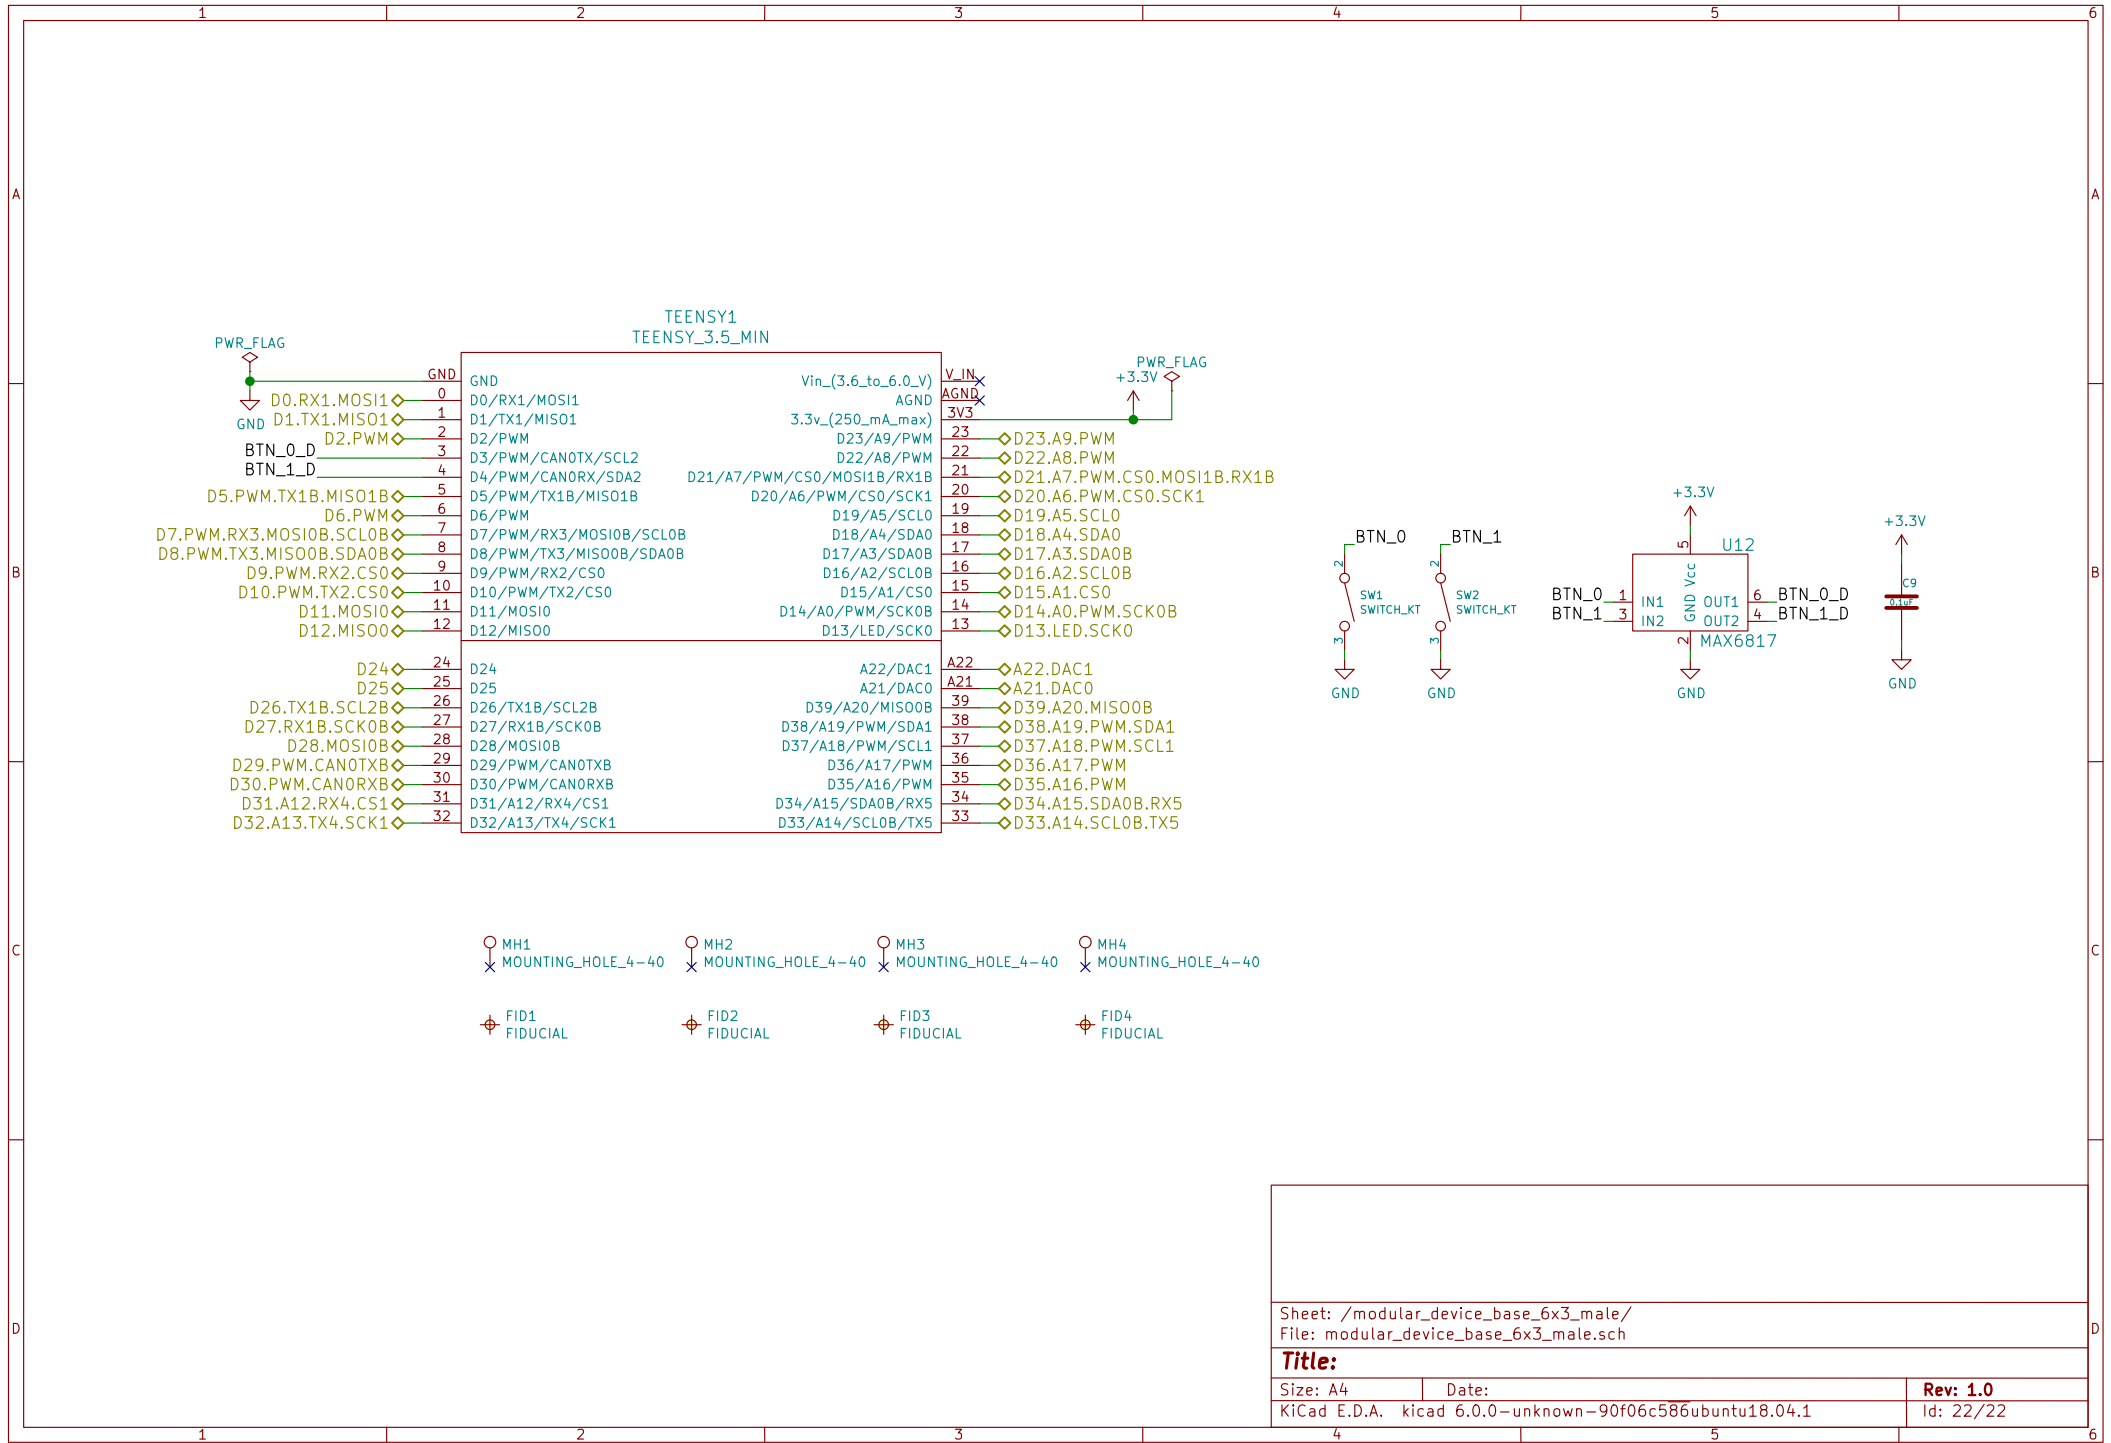 1 2 3 4 5 6
A A
B B
C C
D D
TEENSY1
TEENSY_3.5_MIN
PWR_FLAG
GND
PWR_FLAG
+3.3V
GND GND
D0.RX1.MOSI1 0 D0/RX1/MOSI1
D1.TX1.MISO1 1 D1/TX1/MISO1
D2.PWM 2 D2/PWM
BTN_0_D 3 D3/PWM/CAN0TX/SCL2
BTN_1_D 4 D4/PWM/CAN0RX/SDA2
D5.PWM.TX1B.MISO1B 5 D5/PWM/TX1B/MISO1B
D6.PWM 6 D6/PWM
D7.PWM.RX3.MOSI0B.SCL0B 7 D7/PWM/RX3/MOSI0B/SCL0B
D8.PWM.TX3.MISO0B.SDA0B 8 D8/PWM/TX3/MISO0B/SDA0B
D9.PWM.RX2.CS0 9 D9/PWM/RX2/CS0
D10.PWM.TX2.CS0 10 D10/PWM/TX2/CS0
D11.MOSI0 11 D11/MOSI0
D12.MISO0 12 D12/MISO0
D24 24 D24
D25 25 D25
D26.TX1B.SCL2B 26 D26/TX1B/SCL2B
D27.RX1B.SCK0B 27 D27/RX1B/SCK0B
D28.MOSI0B 28 D28/MOSI0B
D29.PWM.CAN0TXB 29 D29/PWM/CAN0TXB
D30.PWM.CAN0RXB 30 D30/PWM/CAN0RXB
D31.A12.RX4.CS1 31 D31/A12/RX4/CS1
D32.A13.TX4.SCK1 32 D32/A13/TX4/SCK1
Vin_(3.6_to_6.0_V) V_IN
AGND AGND
3.3v_(250_mA_max) 3V3
D23/A9/PWM 23 D23.A9.PWM
D22/A8/PWM 22 D22.A8.PWM
D21/A7/PWM/CS0/MOSI1B/RX1B 21 D21.A7.PWM.CS0.MOSI1B.RX1B
D20/A6/PWM/CS0/SCK1 20 D20.A6.PWM.CS0.SCK1
D19/A5/SCL0 19 D19.A5.SCL0
D18/A4/SDA0 18 D18.A4.SDA0
D17/A3/SDA0B 17 D17.A3.SDA0B
D16/A2/SCL0B 16 D16.A2.SCL0B
D15/A1/CS0 15 D15.A1.CS0
D14/A0/PWM/SCK0B 14 D14.A0.PWM.SCK0B
D13/LED/SCK0 13 D13.LED.SCK0
A22/DAC1 A22 A22.DAC1
A21/DAC0 A21 A21.DAC0
D39/A20/MISO0B 39 D39.A20.MISO0B
D38/A19/PWM/SDA1 38 D38.A19.PWM.SDA1
D37/A18/PWM/SCL1 37 D37.A18.PWM.SCL1
D36/A17/PWM 36 D36.A17.PWM
D35/A16/PWM 35 D35.A16.PWM
D34/A15/SDA0B/RX5 34 D34.A15.SDA0B.RX5
D33/A14/SCL0B/TX5 33 D33.A14.SCL0B.TX5
BTN_0
2
SW1
SWITCH_KT
3
GND
BTN_1
2
SW2
SWITCH_KT
3
GND
+3.3V
5 U12
Vcc
BTN_0 1 IN1 OUT1 6 BTN_0_D
BTN_1 3 IN2 OUT2 4 BTN_1_D
GND
2 MAX6817
GND
+3.3V
C9
0.1uF
GND
MH1
MOUNTING_HOLE_4-40
MH2
MOUNTING_HOLE_4-40
MH3
MOUNTING_HOLE_4-40
MH4
MOUNTING_HOLE_4-40
FID1
FIDUCIAL
FID2
FIDUCIAL
FID3
FIDUCIAL
FID4
FIDUCIAL
Sheet: /modular_device_base_6x3_male/
File: modular_device_base_6x3_male.sch
Title:
Size: A4 Date: Rev: 1.0
KiCad E.D.A. kicad 6.0.0-unknown-90f06c586ubuntu18.04.1 Id: 22/22
1 2 3 4 5 6